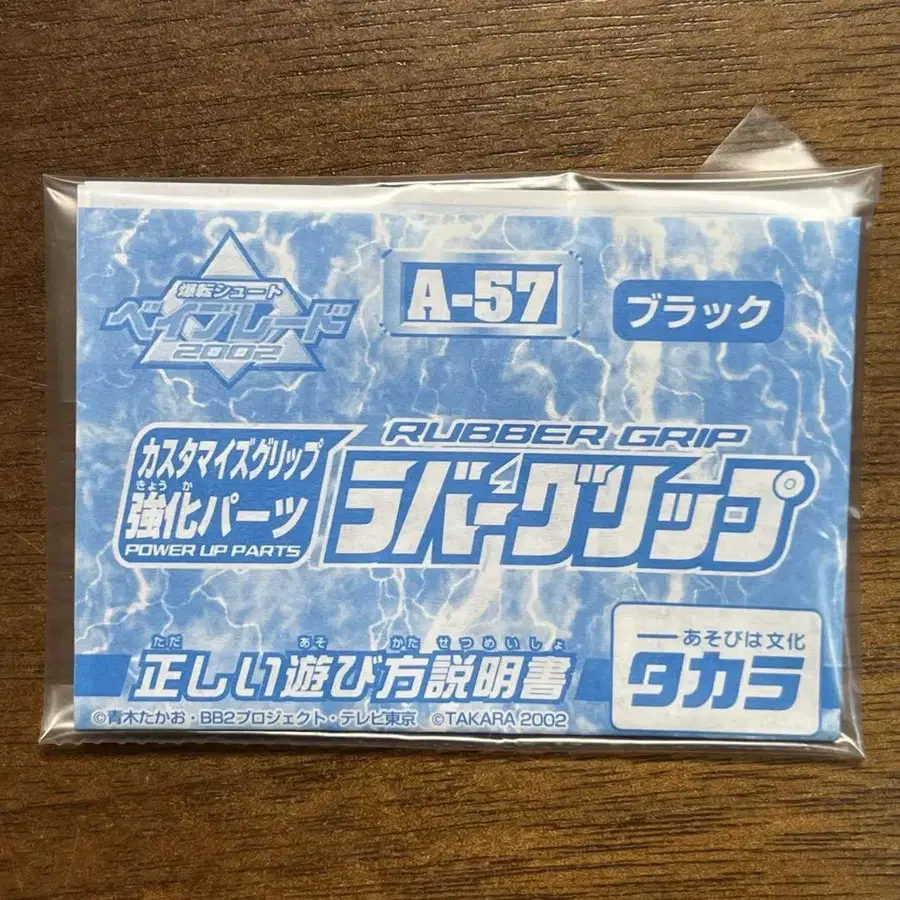 爆転シュート
ベイブレード
2002
A-57
ブラック
カスタマイズグリップ
きょうか
強化パーツ
POWER UP PARTS
RUBBER GRIP
ラバーグリップ
ただ あそ かた せつめいしょ
正しい遊び方説明書
あそびは文化
タカラ
©青木たかお・BB2プロジェクト・テレビ東京 ©TAKARA 2002